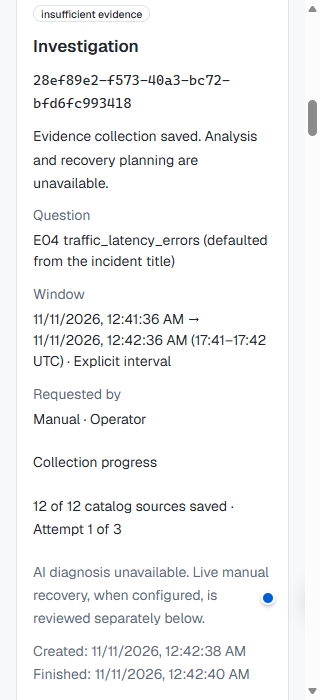 insufficient evidence
Investigation
28ef89e2-f573-40a3-bc72-
bfd6fc993418
Evidence collection saved. Analysis
and recovery planning are
unavailable.
Question
E04 traffic_latency_errors (defaulted
from the incident title)
Window
11/11/2026, 12:41:36 AM →
11/11/2026, 12:42:36 AM (17:41–17:42
UTC) · Explicit interval
Requested by
Manual · Operator
Collection progress
12 of 12 catalog sources saved ·
Attempt 1 of 3
AI diagnosis unavailable. Live manual
recovery, when configured, is
reviewed separately below.
Created: 11/11/2026, 12:42:38 AM
Finished: 11/11/2026, 12:42:40 AM